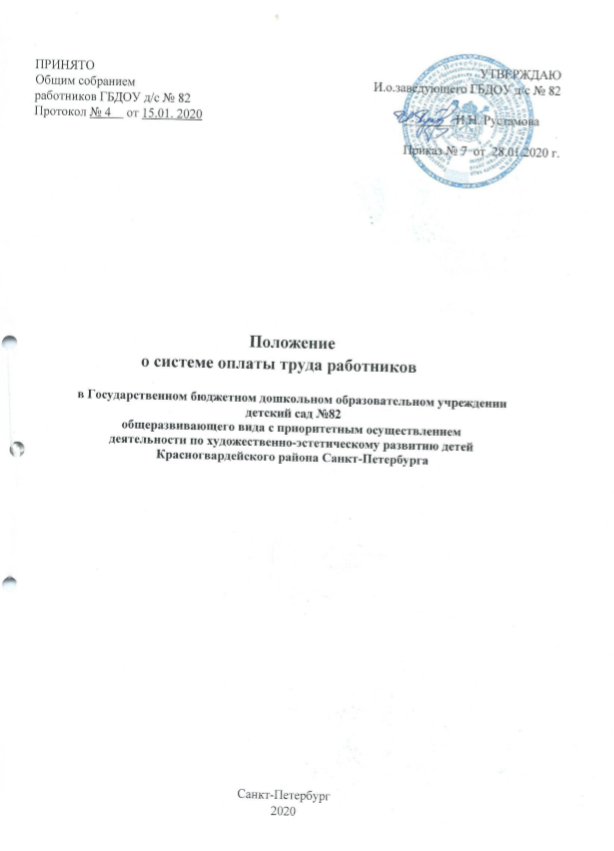 ПРИНЯТО
Общим собранием
работников ГБДОУ д/с № 82
Протокол № 4 от 15.01. 2020
УТВЕРЖДАЮ
И.о.заведующего ГБДОУ д/с № 82
И.Н. Рустамова
Приказ № 9 от 28.01.2020 г.
Положение
о системе оплаты труда работников
в Государственном бюджетном дошкольном образовательном учреждении
детский сад №82
общеразвивающего вида с приоритетным осуществлением
деятельности по художественно-эстетическому развитию детей
Красногвардейского района Санкт-Петербурга
Санкт-Петербург
2020